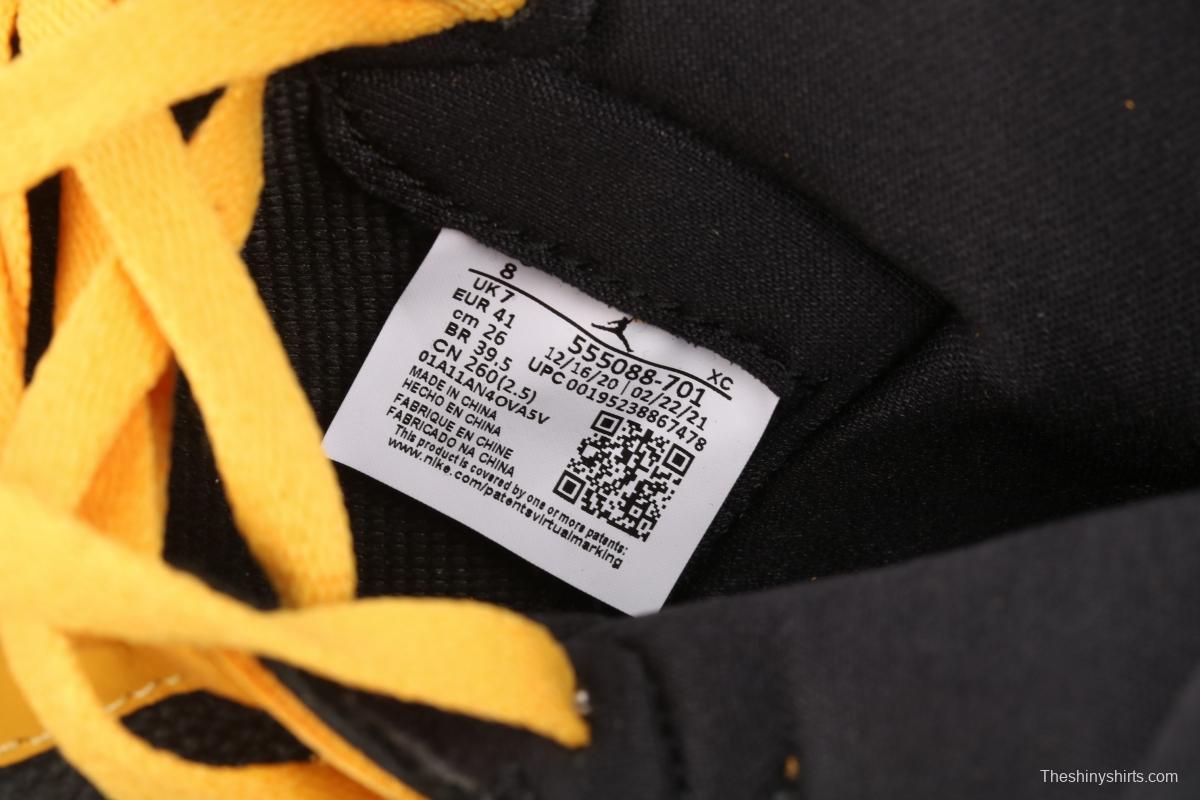 8
UK 7
EUR 41
cm 26
BR 39.5
CN 260(2.5)
01A11AN4OVA5V
XC
555088-701
12/16/20 | 02/22/21
UPC 00195238867478
MADE IN CHINA
HECHO EN CHINA
FABRIQUE EN CHINE
FABRICADO NA CHINA
This product is covered by one or more patents:
www.nike.com/patentsvirtualmarking
Theshinyshirts.com